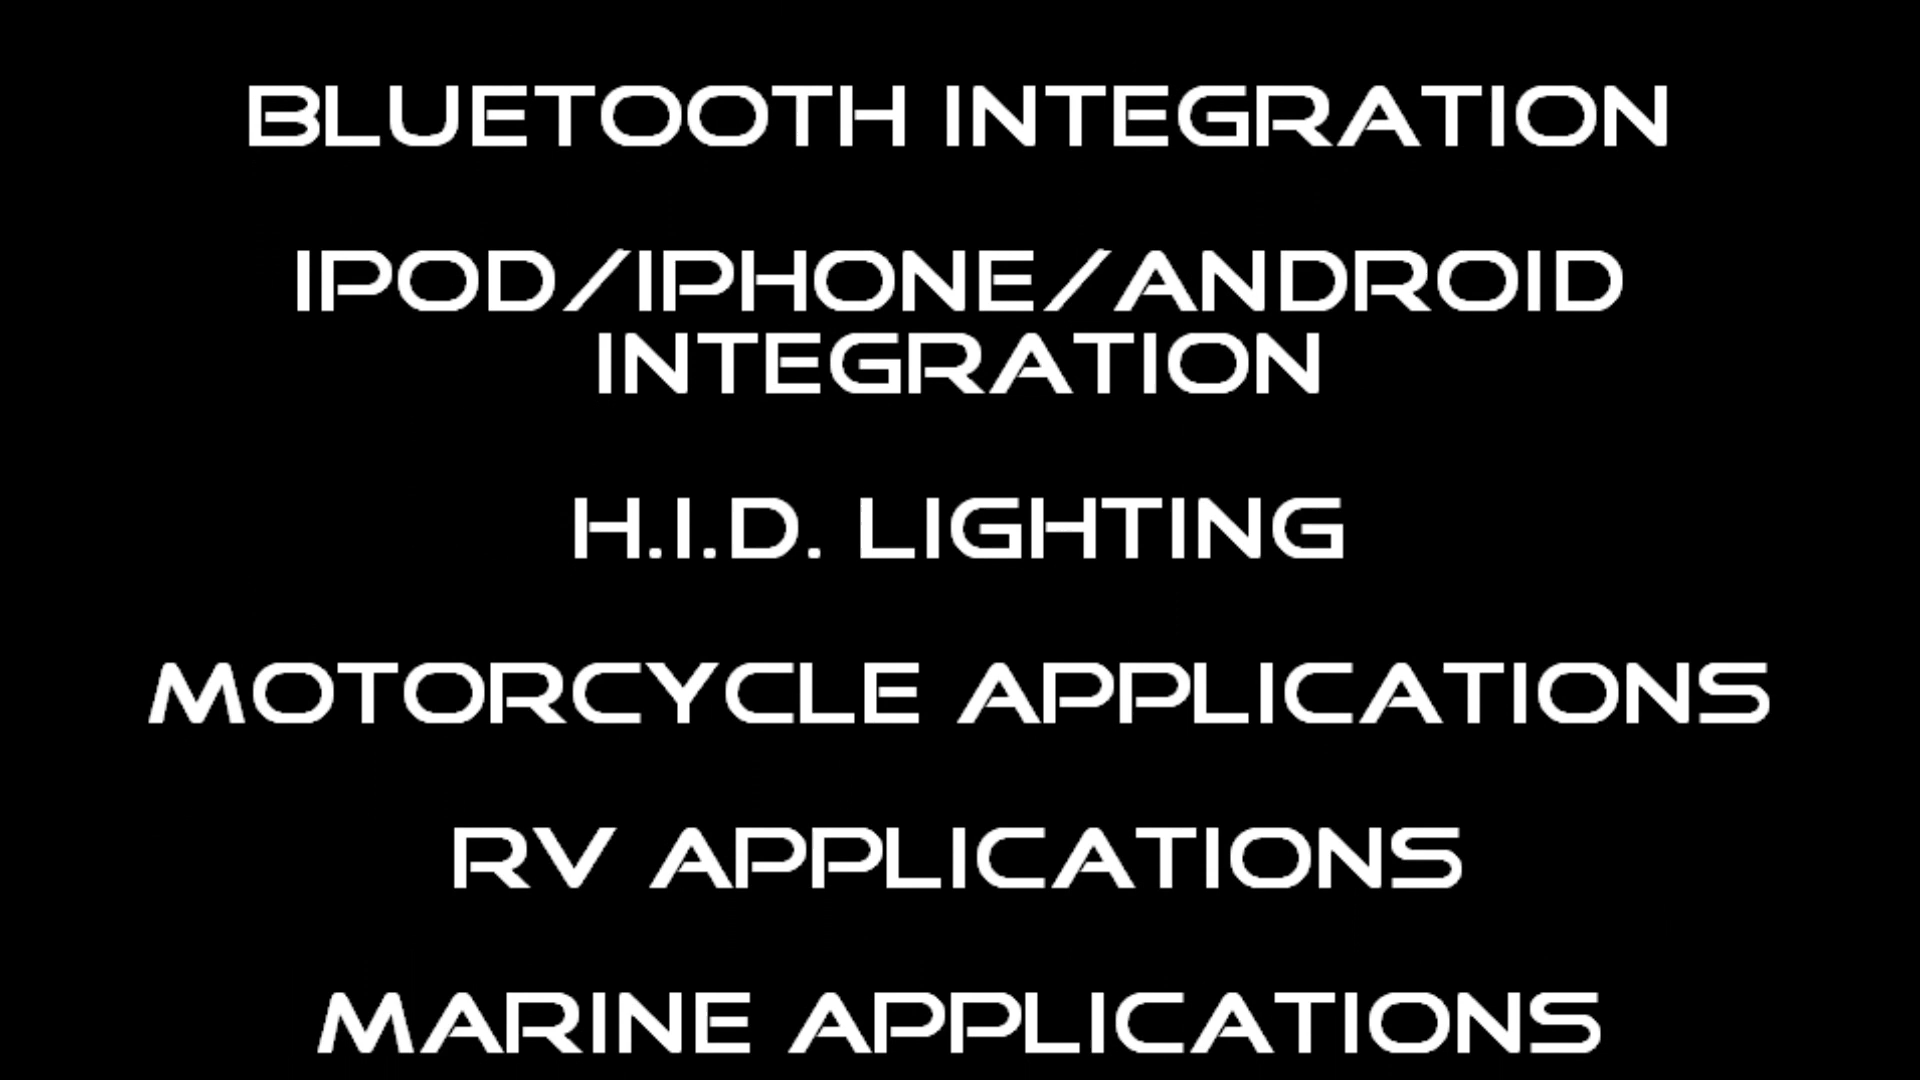 BLUETOOTH INTEGRATION
IPOD/IPHONE/ANDROID
INTEGRATION
H.I.D. LIGHTING
MOTORCYCLE APPLICATIONS
RV APPLICATIONS
MARINE APPLICATIONS